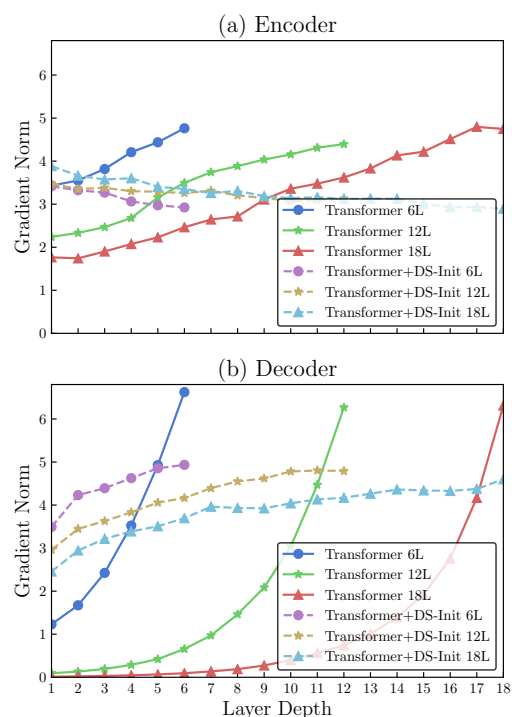 (a) Encoder
6
5
4
3
2
1
0
Gradient Norm
Transformer 6L
Transformer 12L
Transformer 18L
Transformer+DS-Init 6L
Transformer+DS-Init 12L
Transformer+DS-Init 18L
(b) Decoder
6
5
4
3
2
1
0
Gradient Norm
Transformer 6L
Transformer 12L
Transformer 18L
Transformer+DS-Init 6L
Transformer+DS-Init 12L
Transformer+DS-Init 18L
1 2 3 4 5 6 7 8 9 10 11 12 13 14 15 16 17 18
Layer Depth